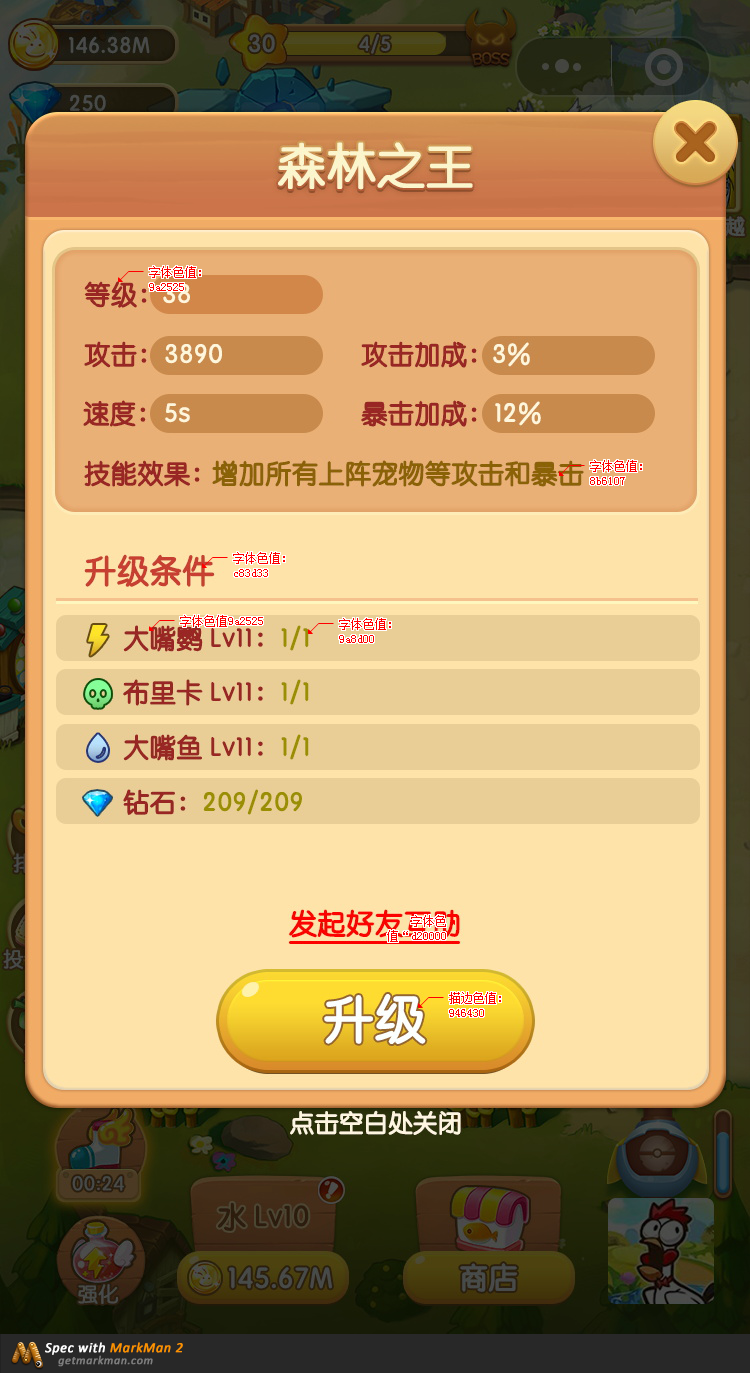 146.38M
30
4/5
BOSS
250
森林之王
越
字体色值:
9a2525
等级: 38
攻击: 3890
攻击加成: 3%
速度: 5s
暴击加成: 12%
技能效果: 增加所有上阵宠物等攻击和暴击
字体色值:
8b6107
升级条件
字体色值:
c83d33
字体色值9a2525
大嘴鹦 Lv11: 1/1
字体色值:
9a8d00
布里卡 Lv11: 1/1
大嘴鱼 Lv11: 1/1
钻石: 209/209
投
发起好友互助
字体色
值“d20000
升级
描边色值:
946430
点击空白处关闭
00:24
水 Lv10
145.67M
强化
商店
Spec with MarkMan 2
getmarkman.com